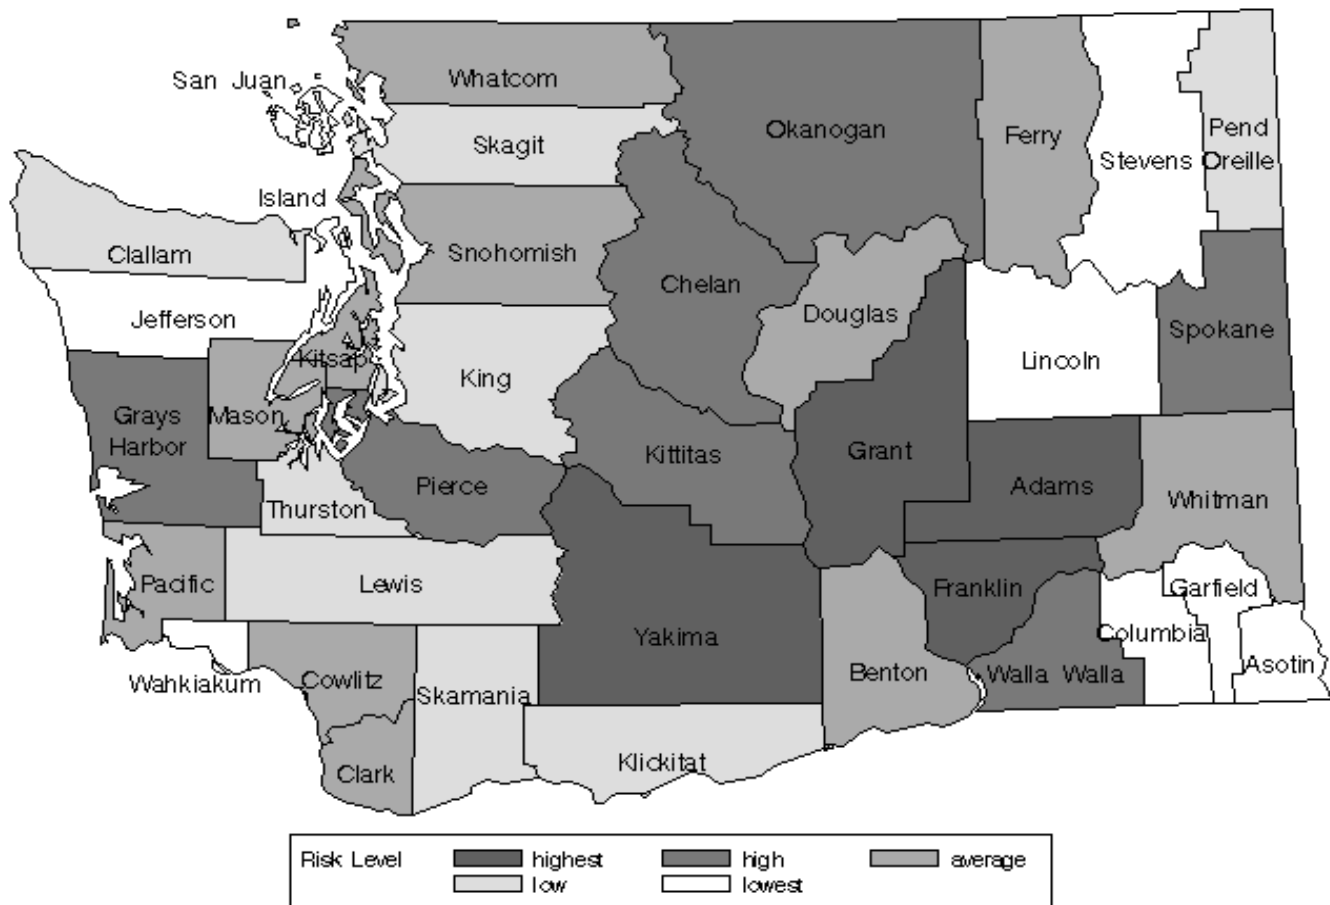 San Juan
Whatcom
Okanogan
Ferry
Pend
Oreille
Stevens
Skagit
Island
Clallam
Snohomish
Chelan
Douglas
Jefferson
Spokane
Kitsap
King
Lincoln
Grays
Harbor
Mason
Kittitas
Grant
Pierce
Adams
Whitman
Thurston
Pacific
Lewis
Franklin
Garfield
Yakima
Columbia
Wahkiakum
Cowlitz
Skamania
Benton
Walla Walla
Asotin
Clark
Klickitat
Risk Level highest high average
low lowest